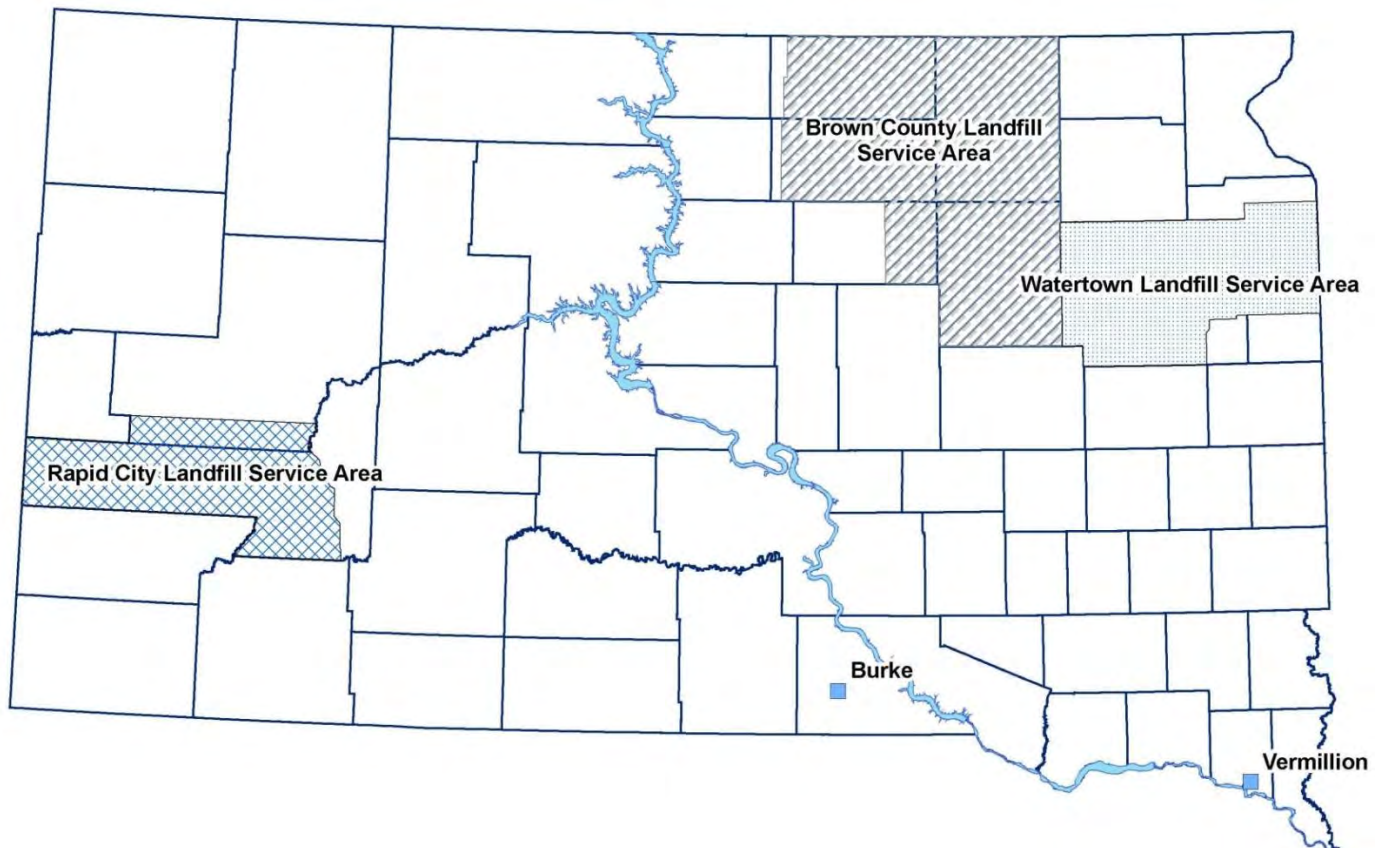 Brown County Landfill
Service Area
Watertown Landfill Service Area
Rapid City Landfill Service Area
Burke
Vermillion